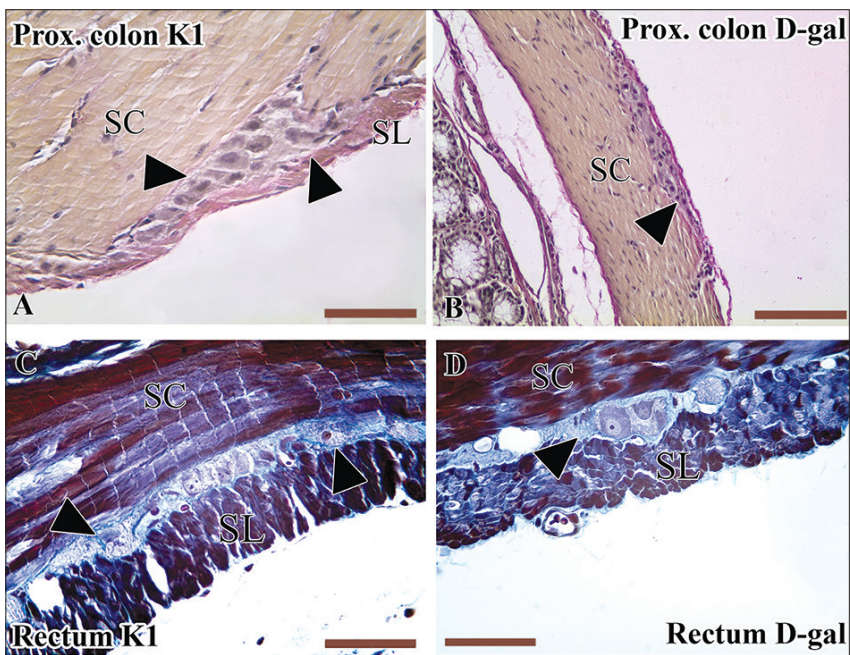 Prox. colon K1
SC
SL
A
Prox. colon D-gal
SC
B
C
SC
SL
Rectum K1
D
SC
SL
Rectum D-gal